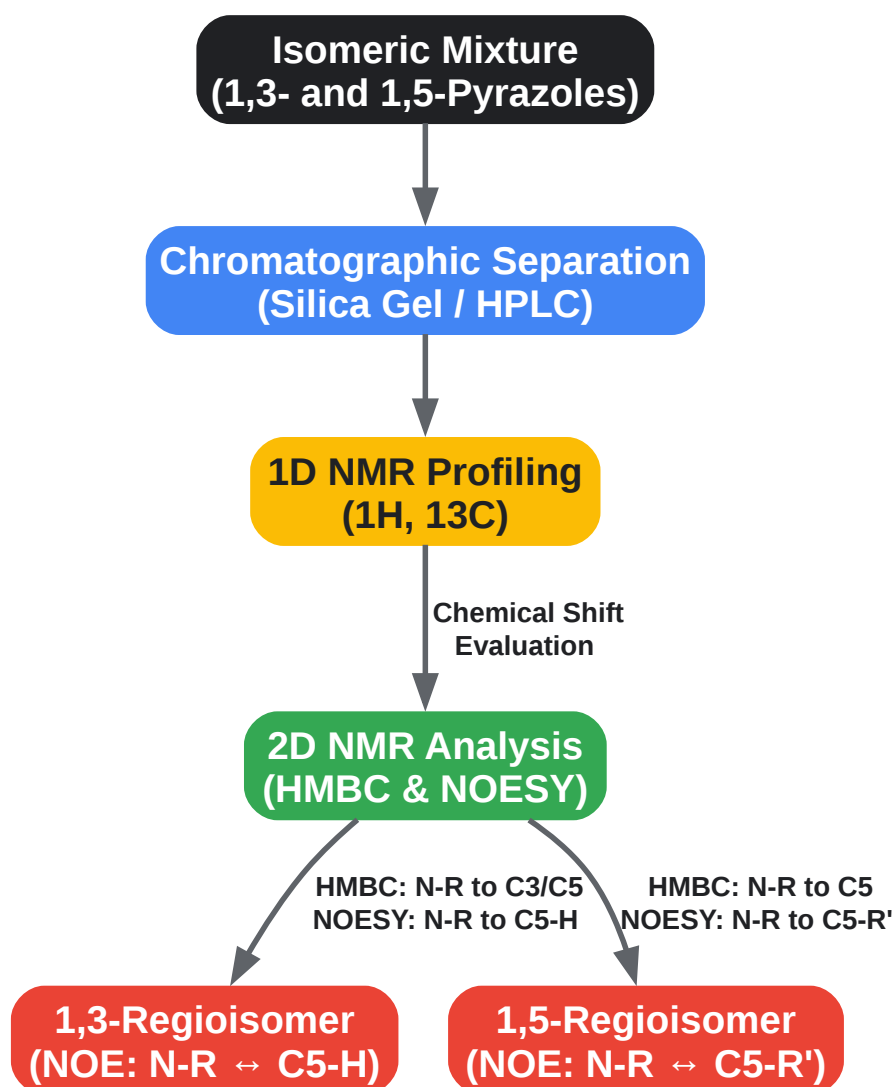 Isomeric Mixture
(1,3- and 1,5-Pyrazoles)
Chromatographic Separation
(Silica Gel / HPLC)
1D NMR Profiling
(1H, 13C)
Chemical Shift
Evaluation
2D NMR Analysis
(HMBC & NOESY)
HMBC: N-R to C3/C5
NOESY: N-R to C5-H
HMBC: N-R to C5
NOESY: N-R to C5-R'
1,3-Regioisomer
(NOE: N-R ↔ C5-H)
1,5-Regioisomer
(NOE: N-R ↔ C5-R')